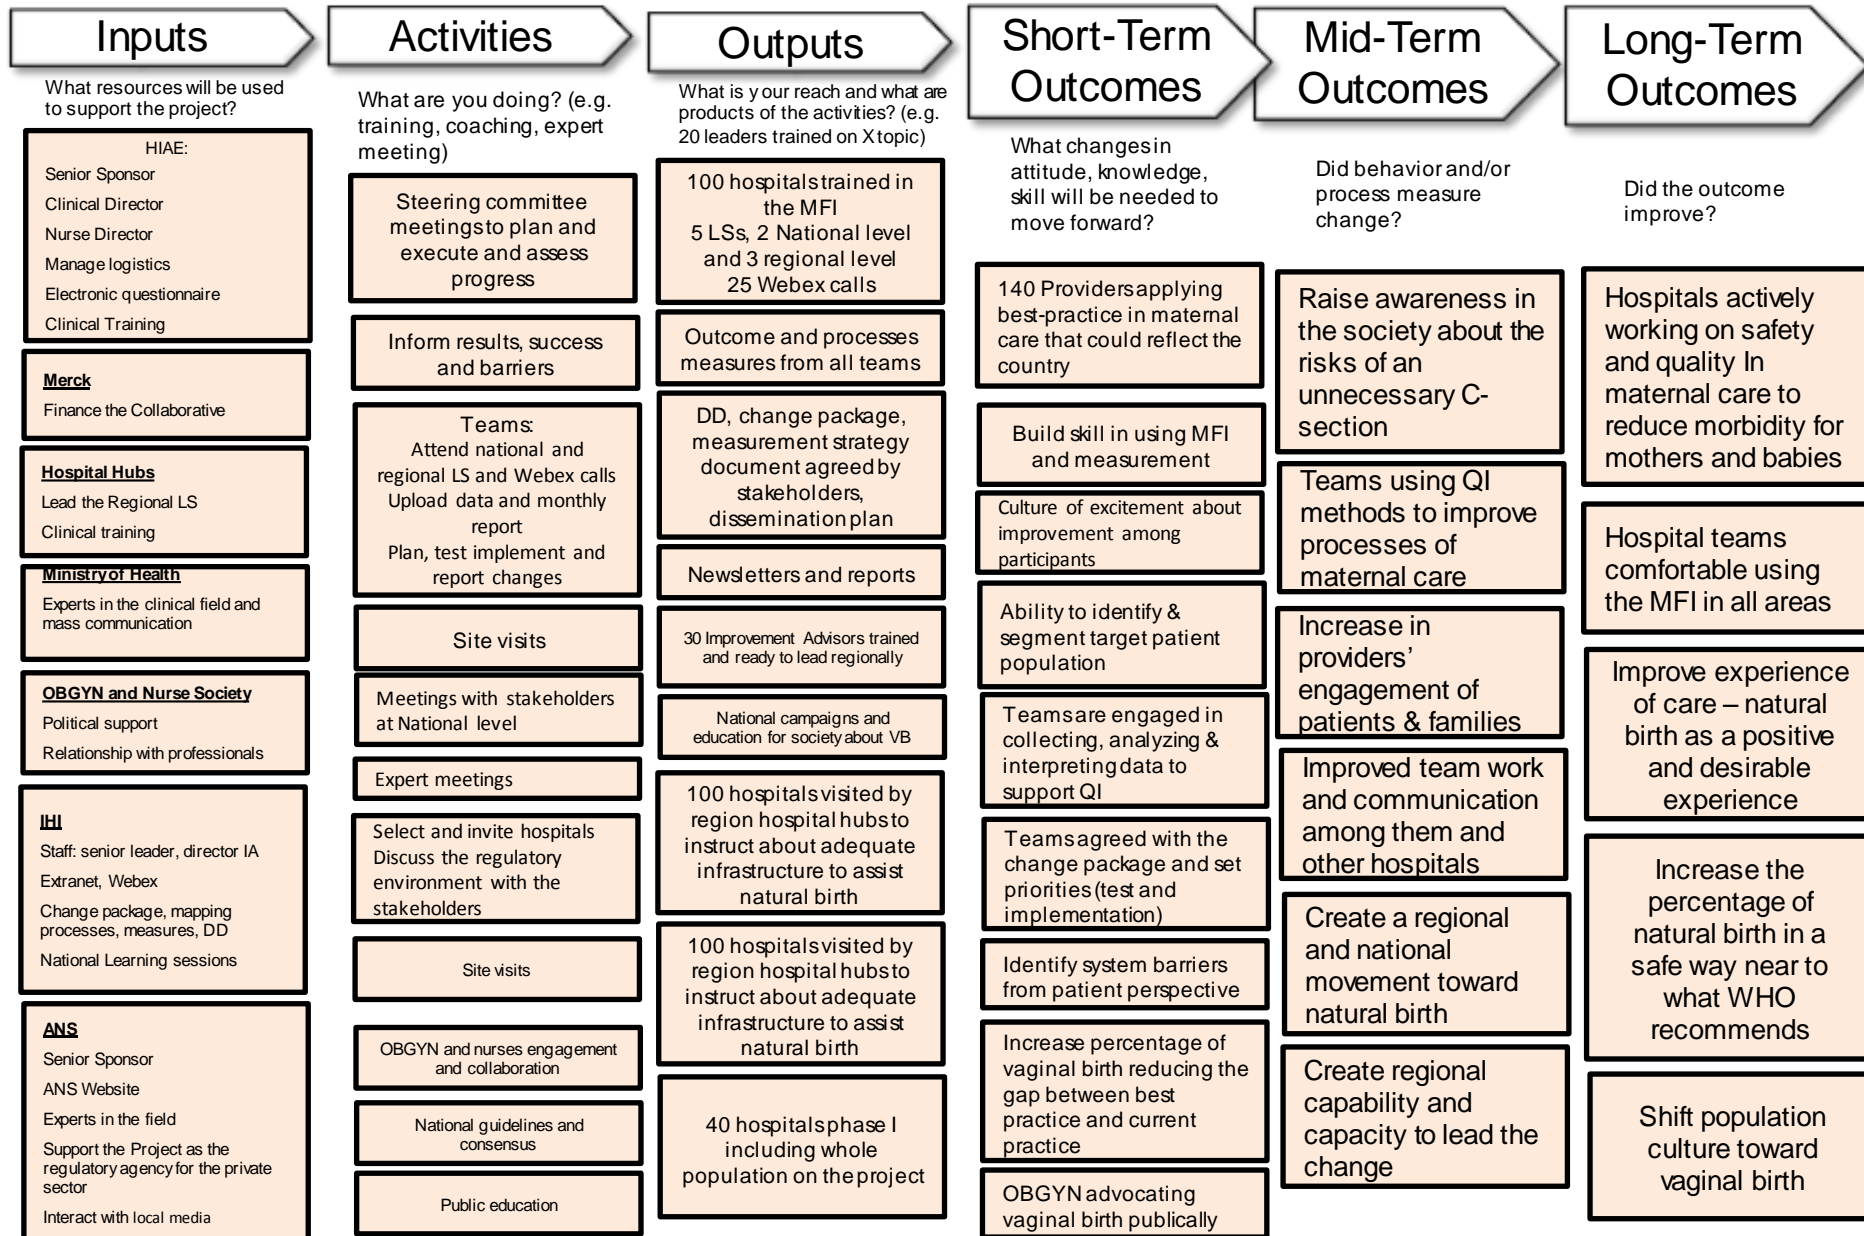 Inputs
What resources will be used
to support the project?
HIAE:
Senior Sponsor
Clinical Director
Nurse Director
Manage logistics
Electronic questionnaire
Clinical Training
Merck
Finance the Collaborative
Hospital Hubs
Lead the Regional LS
Clinical training
Ministry of Health
Experts in the clinical field and
mass communication
OBGYN and Nurse Society
Political support
Relationship with professionals
IHI
Staff: senior leader, director IA
Extranet, Webex
Change package, mapping
processes, measures, DD
National Learning sessions
ANS
Senior Sponsor
ANS Website
Experts in the field
Support the Project as the
regulatory agency for the private
sector
Interact with local media
Activities
What are you doing? (e.g.
training, coaching, expert
meeting)
Steering committee
meetings to plan and
execute and assess
progress
Inform results, success
and barriers
Teams:
Attend national and
regional LS and Webex calls
Upload data and monthly
report
Plan, test implement and
report changes
Site visits
Meetings with stakeholders
at National level
Expert meetings
Select and invite hospitals
Discuss the regulatory
environment with the
stakeholders
Site visits
OBGYN and nurses engagement
and collaboration
National guidelines and
consensus
Public education
Outputs
What is your reach and what are
products of the activities? (e.g.
20 leaders trained on X topic)
100 hospitals trained in
the MFI
5 LSs, 2 National level
and 3 regional level
25 Webex calls
Outcome and processes
measures from all teams
DD, change package,
measurement strategy
document agreed by
stakeholders,
dissemination plan
Newsletters and reports
30 Improvement Advisors trained
and ready to lead regionally
National campaigns and
education for society about VB
100 hospitals visited by
region hospital hubs to
instruct about adequate
infrastructure to assist
natural birth
100 hospitals visited by
region hospital hubs to
instruct about adequate
infrastructure to assist
natural birth
40 hospitals phase I
including whole
population on the project
Short-Term
Outcomes
What changes in
attitude, knowledge,
skill will be needed to
move forward?
140 Providers applying
best-practice in maternal
care that could reflect the
country
Build skill in using MFI
and measurement
Culture of excitement about
improvement among
participants
Ability to identify &
segment target patient
population
Teams are engaged in
collecting, analyzing &
interpreting data to
support QI
Teams agreed with the
change package and set
priorities (test and
implementation)
Identify system barriers
from patient perspective
Increase percentage of
vaginal birth reducing the
gap between best
practice and current
practice
OBGYN advocating
vaginal birth publically
Mid-Term
Outcomes
Did behavior and/or
process measure
change?
Raise awareness in
the society about the
risks of an
unnecessary C-
section
Teams using QI
methods to improve
processes of
maternal care
Increase in
providers'
engagement of
patients & families
Improved team work
and communication
among them and
other hospitals
Create a regional
and national
movement toward
natural birth
Create regional
capability and
capacity to lead the
change
Long-Term
Outcomes
Did the outcome
improve?
Hospitals actively
working on safety
and quality In
maternal care to
reduce morbidity for
mothers and babies
Hospital teams
comfortable using
the MFI in all areas
Improve experience
of care – natural
birth as a positive
and desirable
experience
Increase the
percentage of
natural birth in a
safe way near to
what WHO
recommends
Shift population
culture toward
vaginal birth